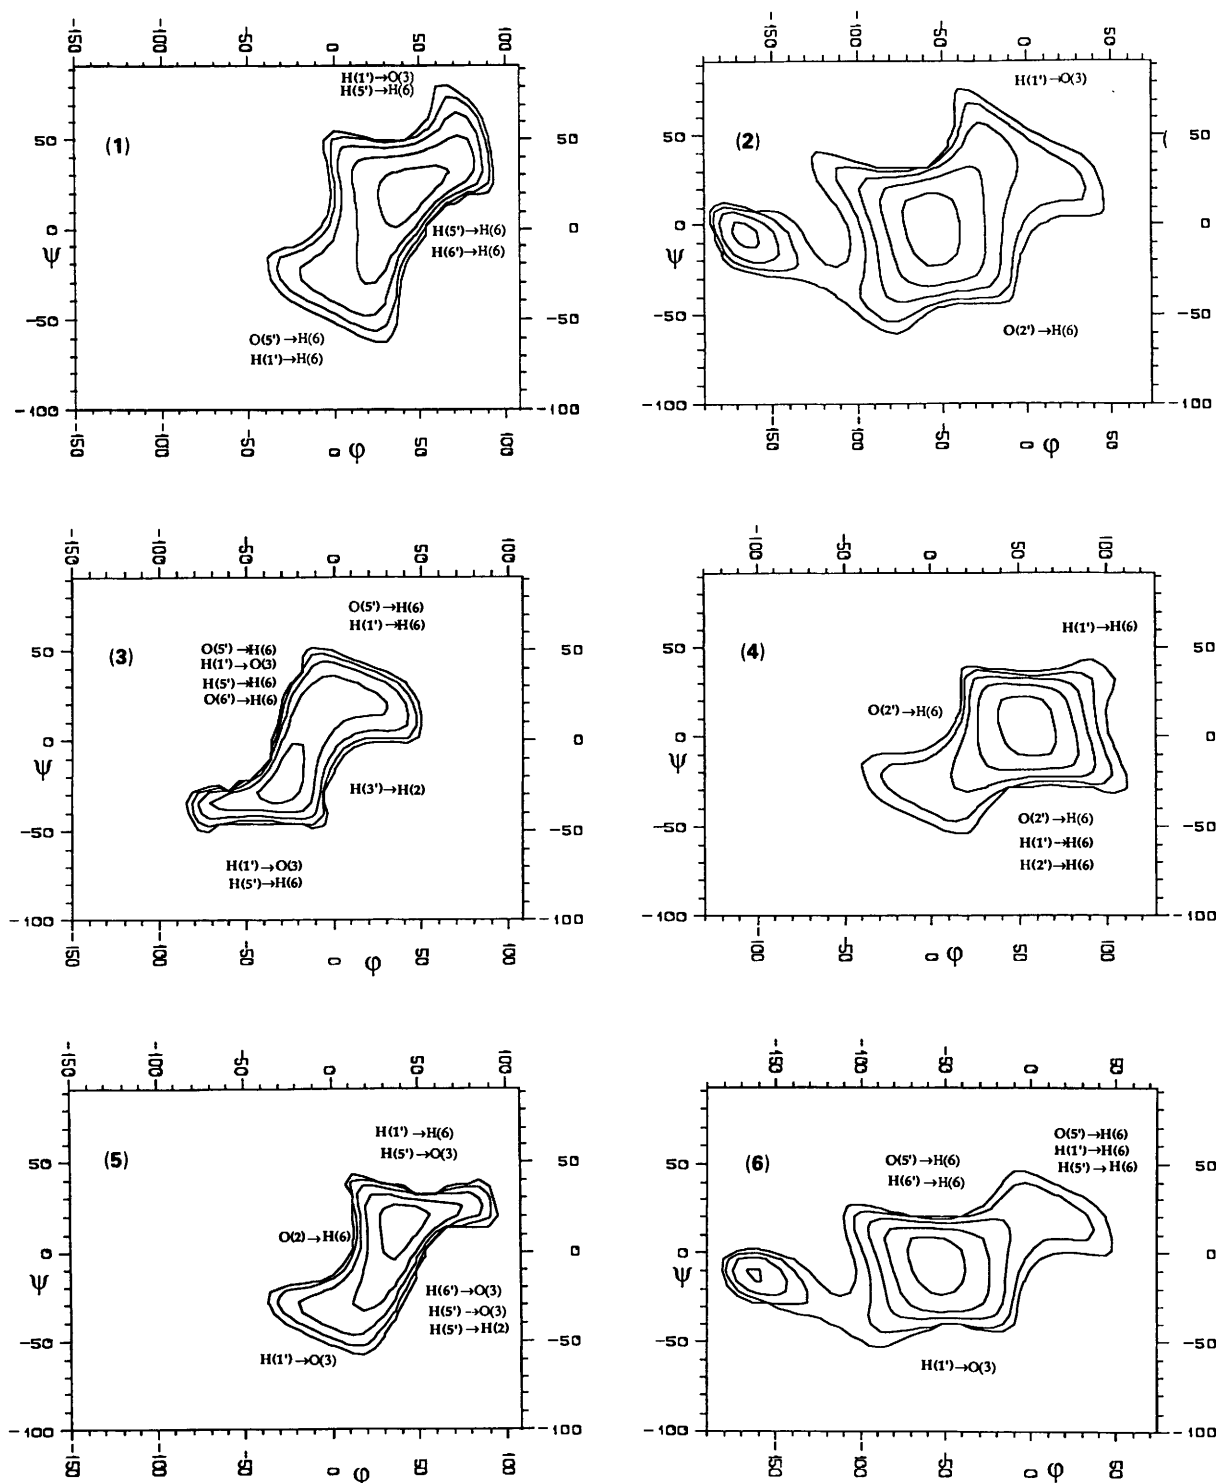 -150 -100 -50 0 50 100
H(1')→O(3)
H(5')→H(6)
50 (1) 50
H(5')→H(6)
0 0
ψ H(6')→H(6)
-50 -50
O(5')→H(6)
H(1')→H(6)
-100 -100
-150 -100 -50 0 φ 50 100
-150 -100 -50 0 50
H(1')→O(3)
50 (2) 50
0 0
ψ
-50 -50
O(2')→H(6)
-100 -100
-150 -100 -50 0 φ 50
-150 -100 -50 0 50 100
O(5')→H(6)
H(1')→H(6)
50 (3) 50
O(5')→H(6)
H(1')→O(3)
H(5')→H(6)
O(6')→H(6)
0 0
ψ
H(3')→H(2)
-50 -50
H(1')→O(3)
H(5')→H(6)
-100 -100
-150 -100 -50 0 φ 50 100
-100 -50 0 50 100
H(1')→H(6)
50 (4) 50
O(2')→H(6)
0 0
ψ
O(2')→H(6)
-50 -50
H(1')→H(6)
H(2')→H(6)
-100 -100
-100 -50 0 φ 50 100
-150 -100 -50 0 50 100
H(1')→H(6)
H(5')→O(3)
50 (5) 50
O(2)→H(6)
0 0
ψ
H(6')→O(3)
H(5')→O(3)
H(5')→H(2)
-50 -50
H(1')→O(3)
-100 -100
-150 -100 -50 0 φ 50 100
-150 -100 -50 0 50
O(5')→H(6)
H(1')→H(6)
H(5')→H(6)
50 (6) 50
O(5')→H(6)
H(6')→H(6)
0 0
ψ
-50 -50
H(1')→O(3)
-100 -100
-150 -100 -50 0 φ 50